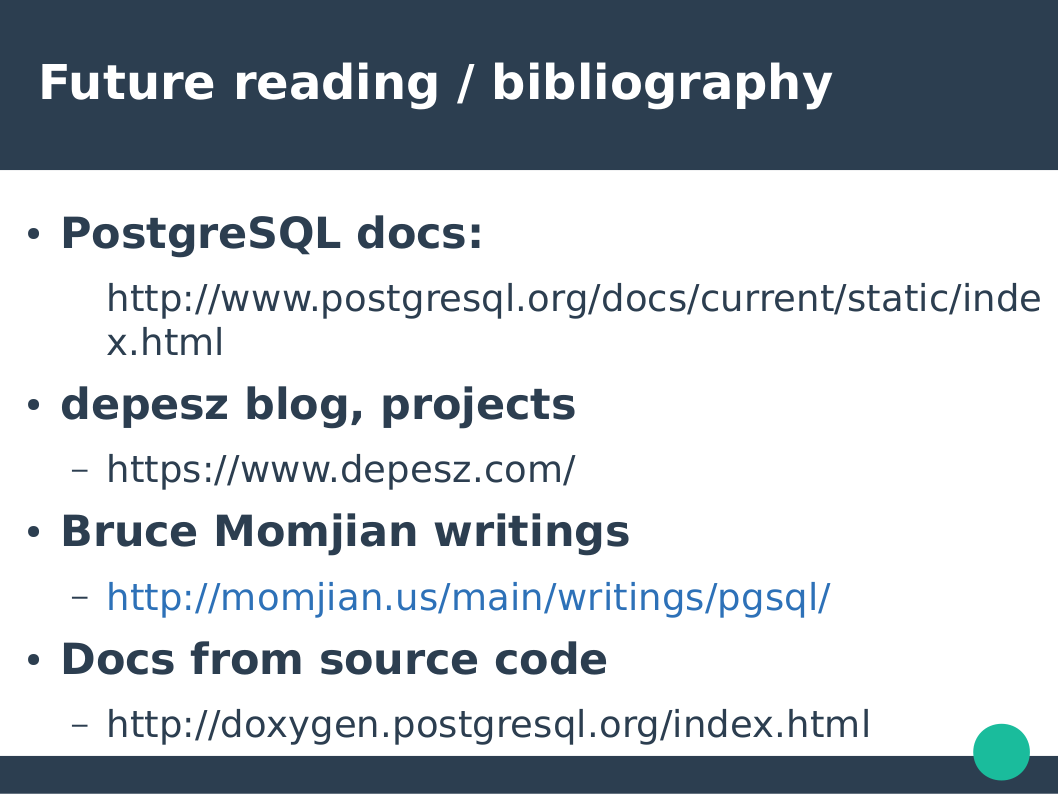 Future reading / bibliography
• PostgreSQL docs:
http://www.postgresql.org/docs/current/static/inde
x.html
• depesz blog, projects
– https://www.depesz.com/
• Bruce Momjian writings
– http://momjian.us/main/writings/pgsql/
• Docs from source code
– http://doxygen.postgresql.org/index.html